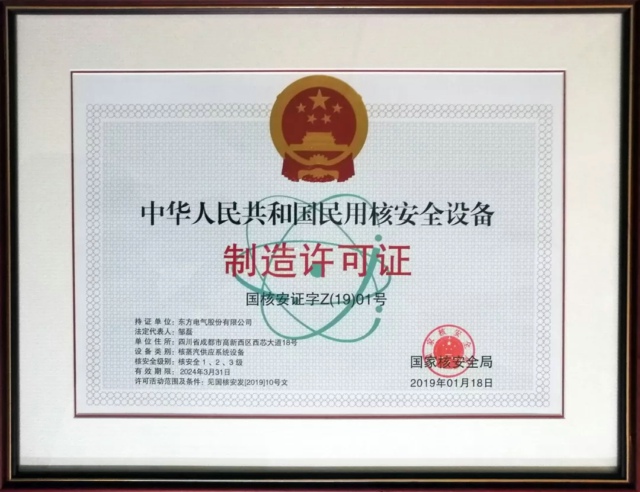 中华人民共和国民用核安全设备
制造许可证
国核安证字Z(19)01号
持证单位：东方电气股份有限公司
法定代表人：邹磊
单位住所：四川省成都市高新西区西芯大道18号
设备类别：核蒸汽供应系统设备
核安全级别：核安全1、2、3级
有效期限：2024年3月31日
许可活动范围及条件：见国核安发[2019]10号文
国家核安全局
2019年01月18日